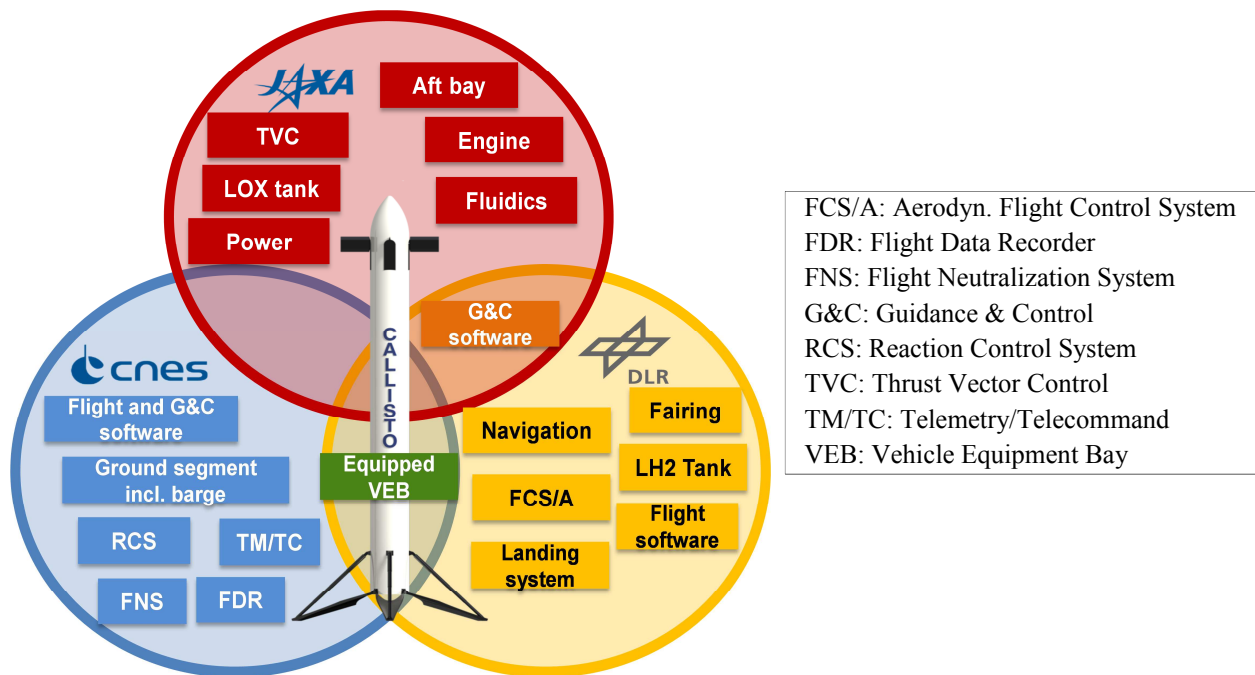 JAXA
Aft bay
TVC
Engine
LOX tank
Fluidics
Power
G&C
software
CALLISTO
cnes
DLR
Flight and G&C
software
Ground segment
incl. barge
RCS
TM/TC
FNS
FDR
Equipped
VEB
Navigation
Fairing
LH2 Tank
FCS/A
Flight
software
Landing
system
FCS/A: Aerodyn. Flight Control System
FDR: Flight Data Recorder
FNS: Flight Neutralization System
G&C: Guidance & Control
RCS: Reaction Control System
TVC: Thrust Vector Control
TM/TC: Telemetry/Telecommand
VEB: Vehicle Equipment Bay